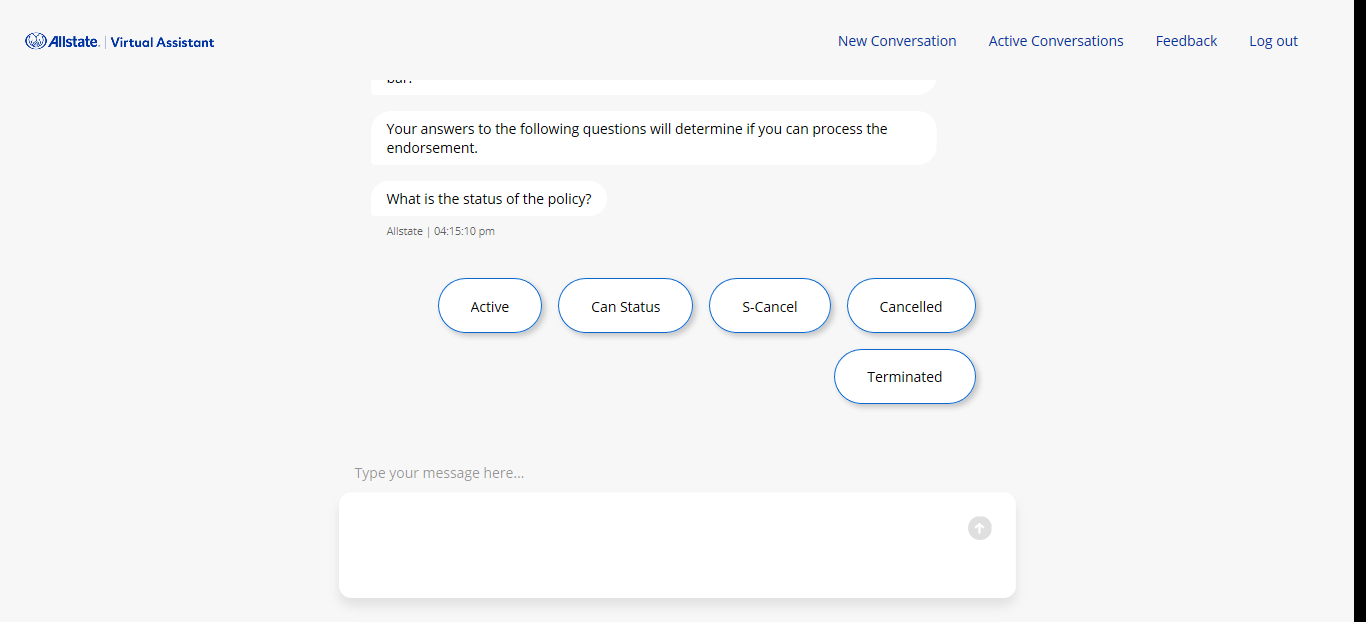 Allstate. | Virtual Assistant
New Conversation Active Conversations Feedback Log out
Your answers to the following questions will determine if you can process the
endorsement.
What is the status of the policy?
Allstate | 04:15:10 pm
Active Can Status S-Cancel Cancelled
Terminated
Type your message here...